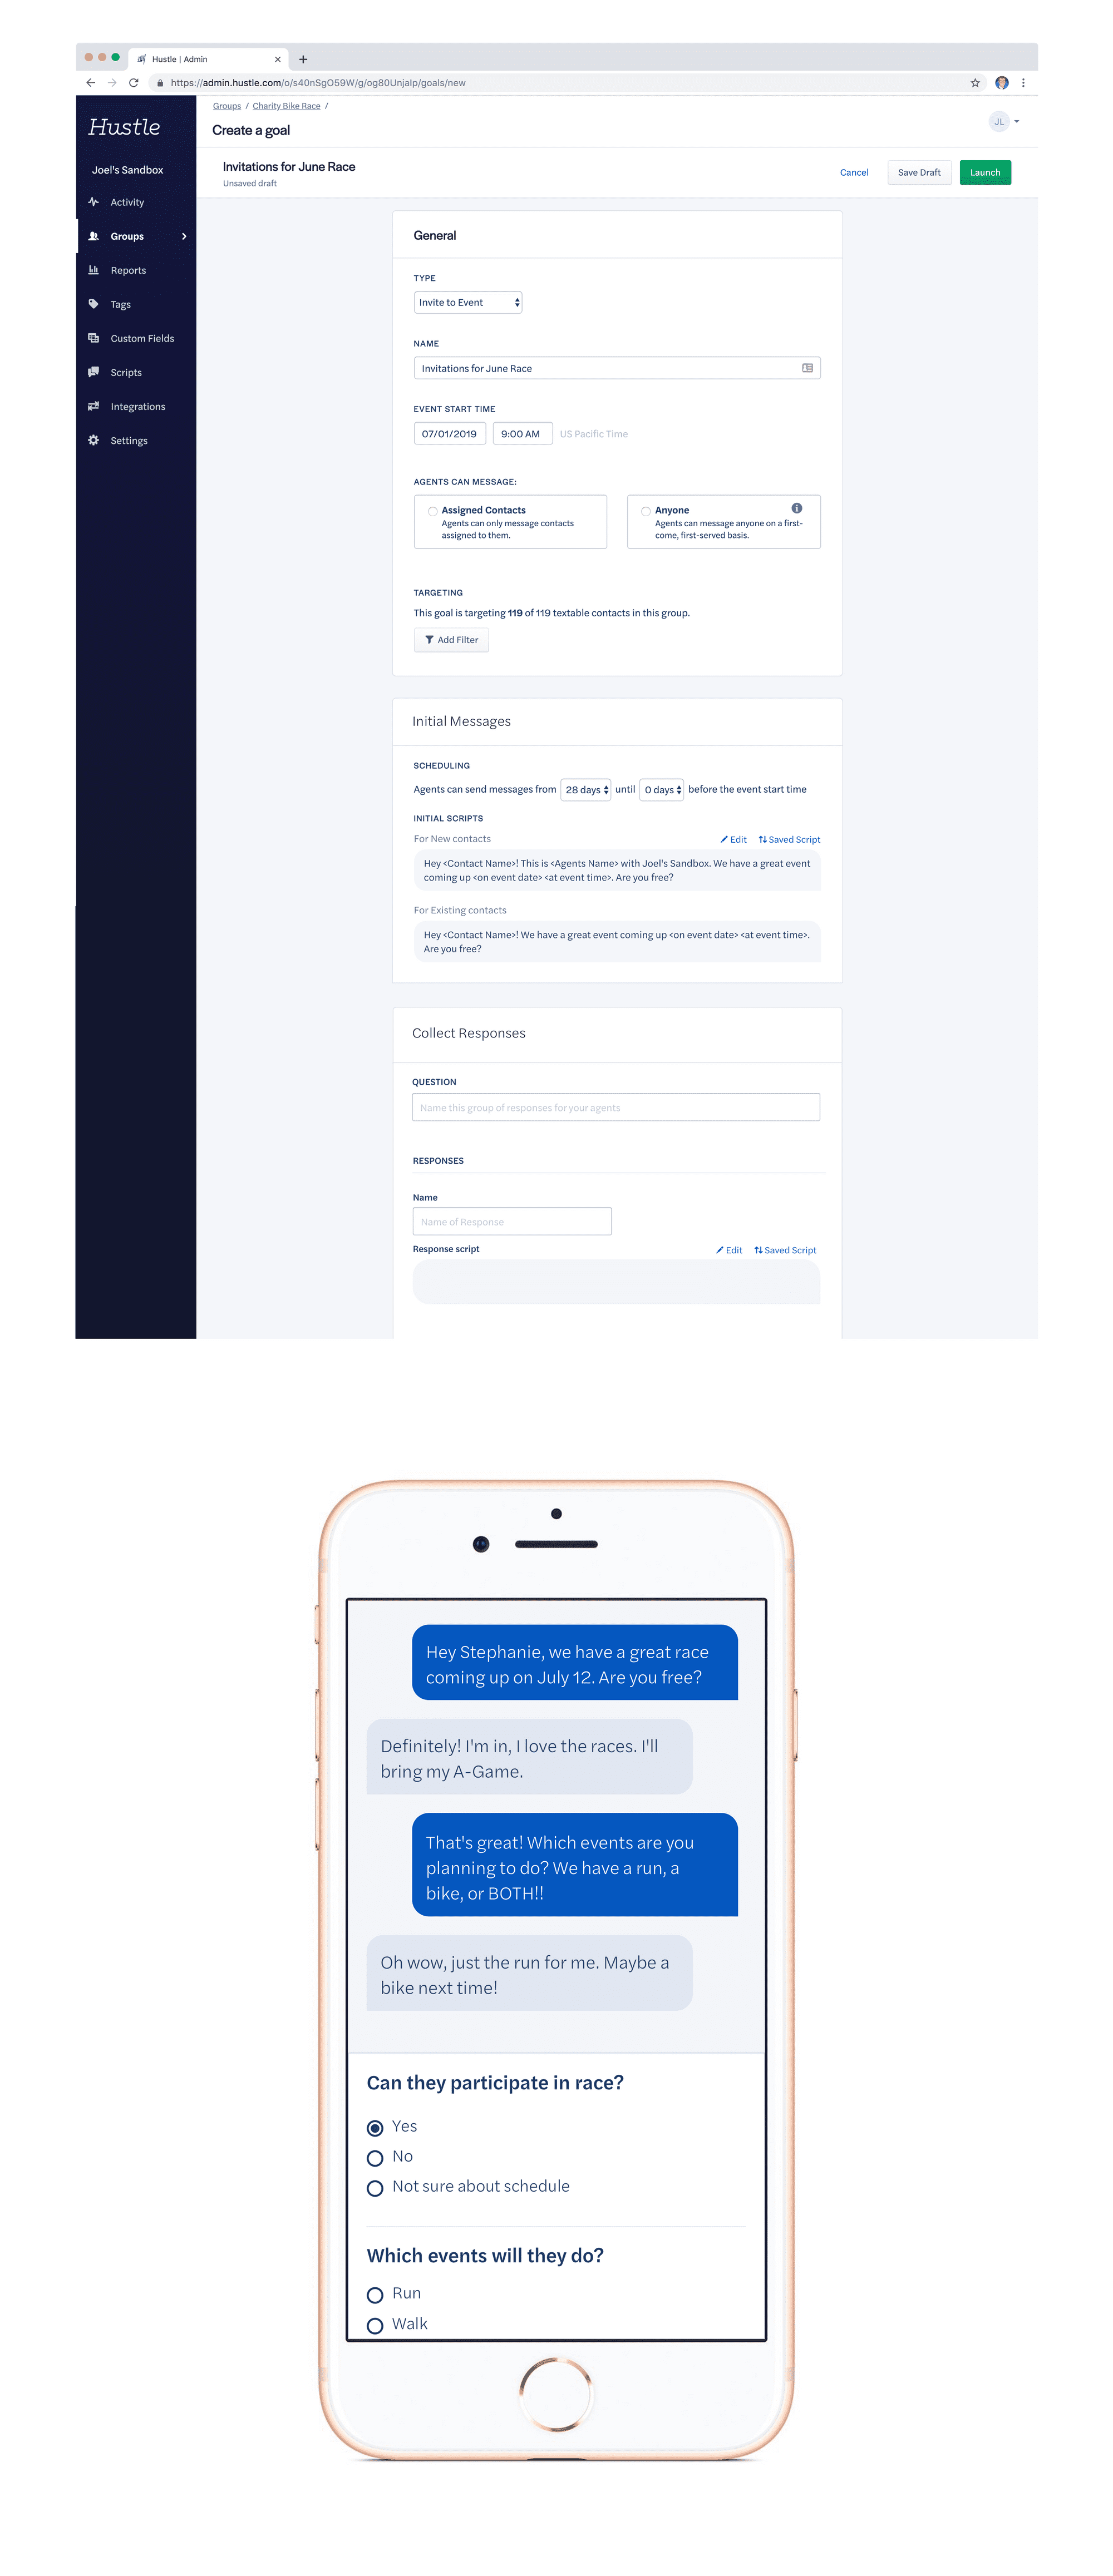 Hustle | Admin
https://admin.hustle.com/o/s40nSgO59W/g/og80Unjalp/goals/new
Groups / Charity Bike Race /
Create a goal
JL
Hustle
Joel's Sandbox
Activity
Groups
Reports
Tags
Custom Fields
Scripts
Integrations
Settings
Invitations for June Race
Unsaved draft
Cancel
Save Draft
Launch
General
TYPE
Invite to Event
NAME
Invitations for June Race
EVENT START TIME
07/01/2019 9:00 AM US Pacific Time
AGENTS CAN MESSAGE:
Assigned Contacts
Agents can only message contacts
assigned to them.
Anyone
Agents can message anyone on a first-
come, first-served basis.
TARGETING
This goal is targeting 119 of 119 textable contacts in this group.
Add Filter
Initial Messages
SCHEDULING
Agents can send messages from 28 days until 0 days before the event start time
INITIAL SCRIPTS
For New contacts
Edit
Saved Script
Hey <Contact Name>! This is <Agents Name> with Joel's Sandbox. We have a great event
coming up <on event date> <at event time>. Are you free?
For Existing contacts
Hey <Contact Name>! We have a great event coming up <on event date> <at event time>.
Are you free?
Collect Responses
QUESTION
Name this group of responses for your agents
RESPONSES
Name
Name of Response
Response script
Edit
Saved Script
Hey Stephanie, we have a great race
coming up on July 12. Are you free?
Definitely! I'm in, I love the races. I'll
bring my A-Game.
That's great! Which events are you
planning to do? We have a run, a
bike, or BOTH!!
Oh wow, just the run for me. Maybe a
bike next time!
Can they participate in race?
Yes
No
Not sure about schedule
Which events will they do?
Run
Walk